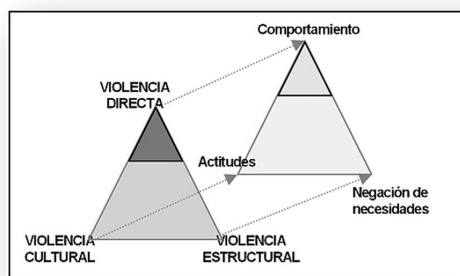 Comportamiento
VIOLENCIA
DIRECTA
Actitudes
Negación de
necesidades
VIOLENCIA
CULTURAL
VIOLENCIA
ESTRUCTURAL